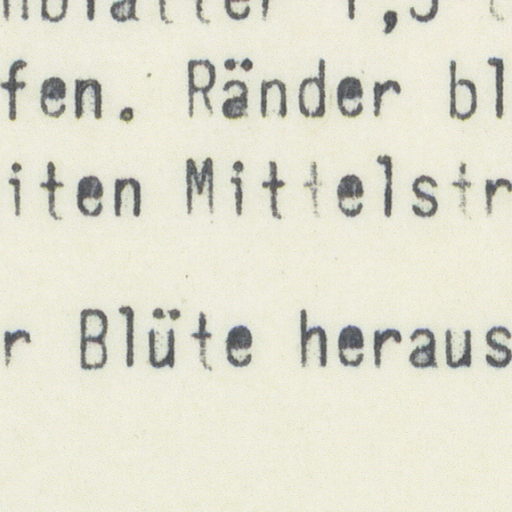 fen. Ränder bl
iten Mittelstr
r Blüte heraus